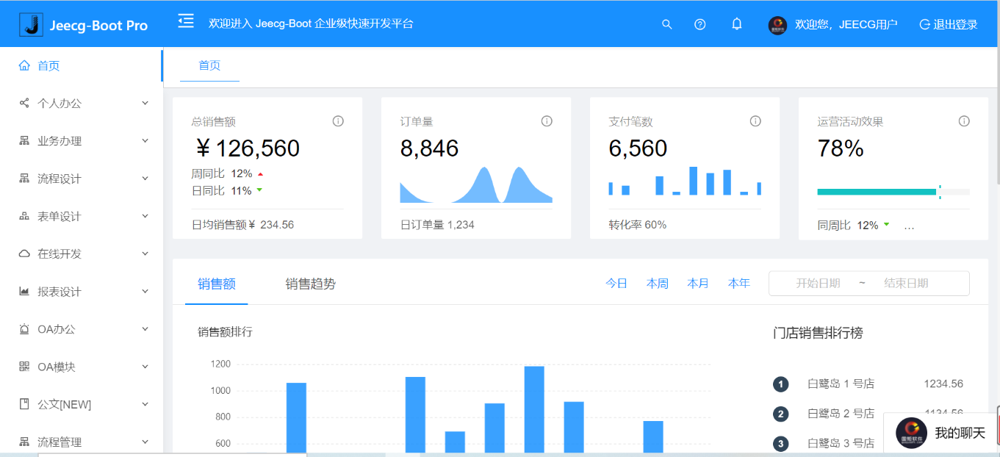 Jeecg-Boot Pro
欢迎进入 Jeecg-Boot 企业级快速开发平台
欢迎您，JEECG用户
退出登录
首页
个人办公
业务办理
流程设计
表单设计
在线开发
报表设计
OA办公
OA模块
公文[NEW]
流程管理
首页
总销售额
¥ 126,560
周同比 12%
日同比 11%
日均销售额¥ 234.56
订单量
8,846
日订单量 1,234
支付笔数
6,560
转化率 60%
运营活动效果
78%
同周比 12% ...
销售额 销售趋势
今日 本周 本月 本年
开始日期 ~ 结束日期
销售额排行
1200
1000
800
600
门店销售排行榜
1 白鹭岛 1 号店 1234.56
2 白鹭岛 2 号店 1134.56
3 白鹭岛 3 号店
我的聊天